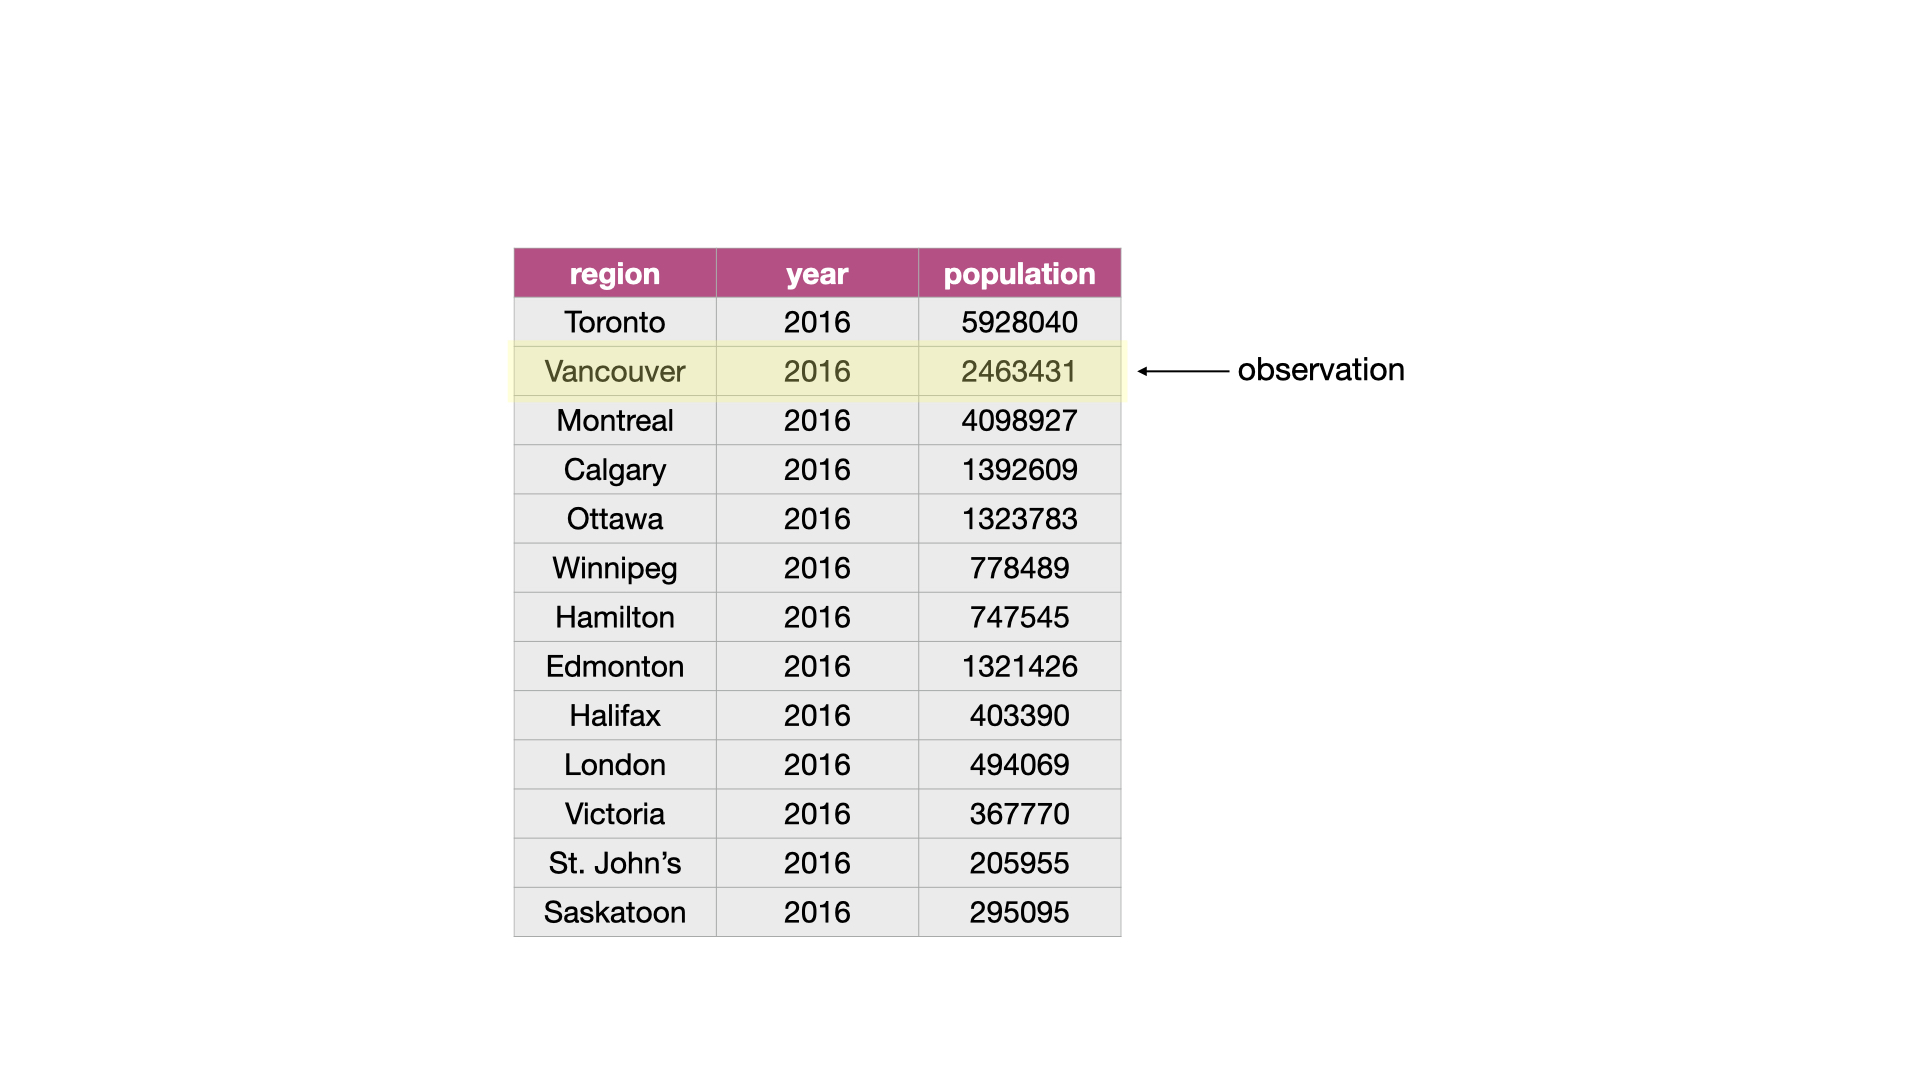 region year population
Toronto 2016 5928040
Vancouver 2016 2463431 observation
Montreal 2016 4098927
Calgary 2016 1392609
Ottawa 2016 1323783
Winnipeg 2016 778489
Hamilton 2016 747545
Edmonton 2016 1321426
Halifax 2016 403390
London 2016 494069
Victoria 2016 367770
St. John’s 2016 205955
Saskatoon 2016 295095